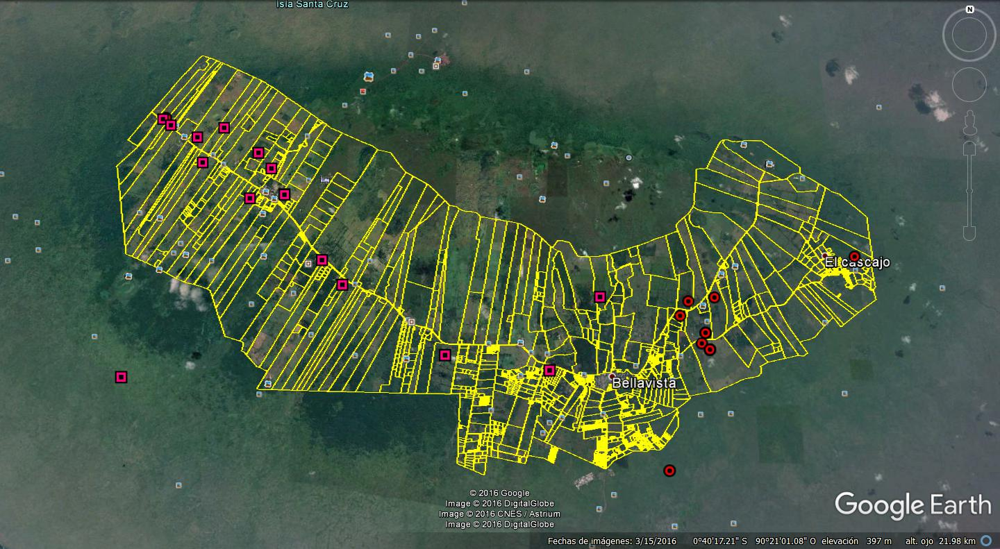 Isla Santa Cruz
N
El cascajo
Bellavista
© 2016 Google
Image © 2016 DigitalGlobe
Image © 2016 CNES / Astrium
Image © 2016 DigitalGlobe
Google Earth
Fechas de imágenes: 3/15/2016 0°40'17.21" S 90°21'01.08" O elevación 397 m alt. ojo 21.98 km